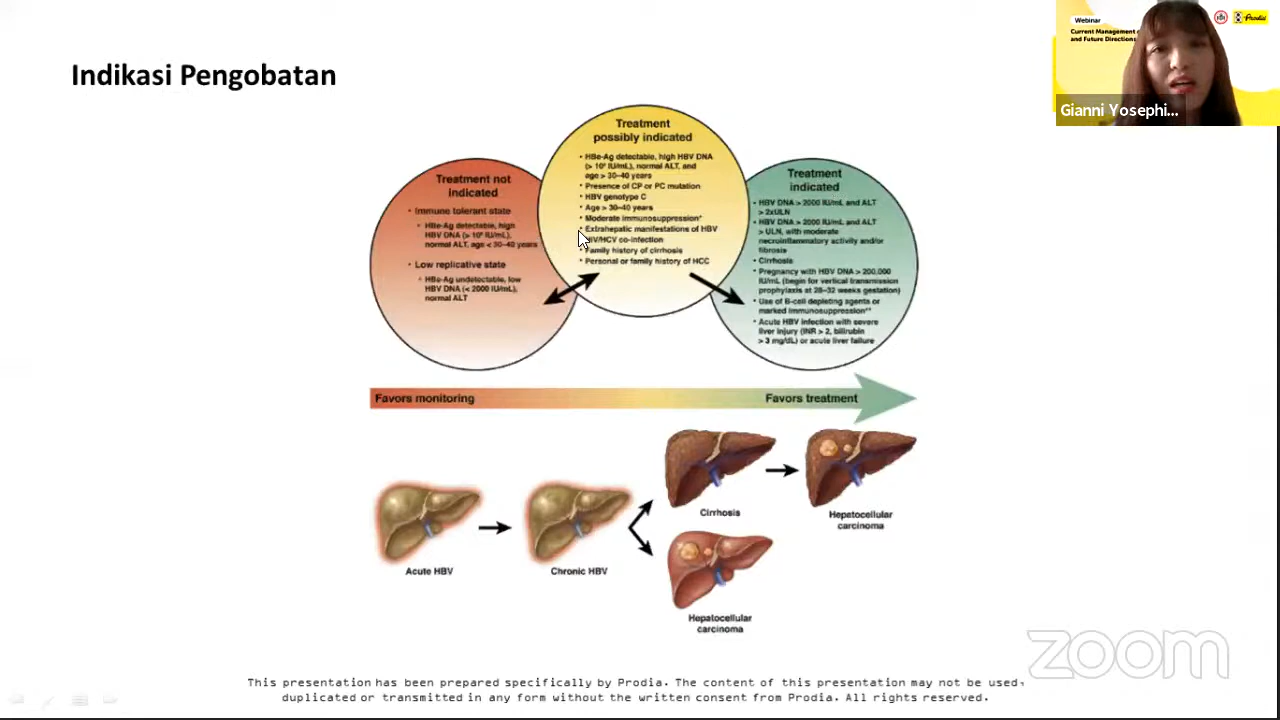 Indikasi Pengobatan
Webinar
Current Management
and Future Directions
Prodia
Gianni Yosephi...
Treatment not
indicated
• Immune tolerant state
• HBe-Ag detectable, high
HBV DNA (> 10⁶ IU/mL),
normal ALT, age < 30–40 years
• Low replicative state
• HBe-Ag undetectable, low
HBV DNA (< 2000 IU/mL),
normal ALT
Treatment
possibly indicated
• HBe-Ag detectable, high HBV DNA
(> 10⁶ IU/mL), normal ALT, and
age > 30–40 years
• Presence of CP or PC mutation
• HBV genotype C
• Age > 30–40 years
• Moderate immunosuppression*
• Extrahepatic manifestations of HBV
HIV/HCV co-infection
Family history of cirrhosis
• Personal or family history of HCC
Treatment
indicated
• HBV DNA > 2000 IU/mL and ALT
> 2xULN
• HBV DNA > 2000 IU/mL and ALT
> ULN, with moderate
necroinflammatory activity and/or
fibrosis
• Cirrhosis
• Pregnancy with HBV DNA > 200,000
IU/mL (begin for vertical transmission
prophylaxis at 28–32 weeks gestation)
• Use of B-cell depleting agents or
marked immunosuppression**
• Acute HBV infection with severe
liver injury (INR > 2, bilirubin
> 3 mg/dL) or acute liver failure
Favors monitoring
Favors treatment
Acute HBV
Chronic HBV
Cirrhosis
Hepatocellular
carcinoma
Hepatocellular
carcinoma
zoom
This presentation has been prepared specifically by Prodia. The content of this presentation may not be used,
duplicated or transmitted in any form without the written consent from Prodia. All rights reserved.